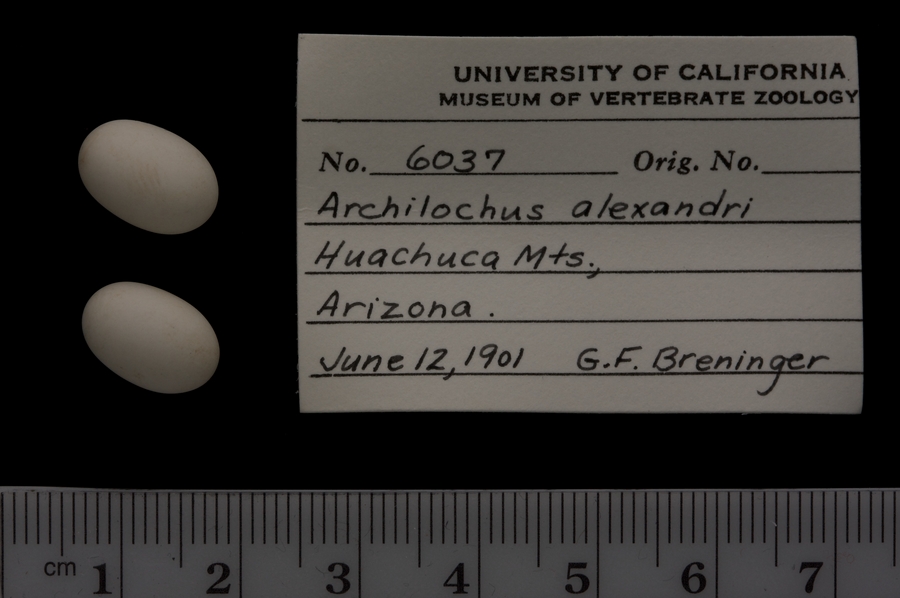 UNIVERSITY OF CALIFORNIA
MUSEUM OF VERTEBRATE ZOOLOGY
No. 6037 Orig. No.
Archilochus alexandri
Huachuca Mts.,
Arizona.
June 12, 1901 G.F. Breninger
cm 1 2 3 4 5 6 7